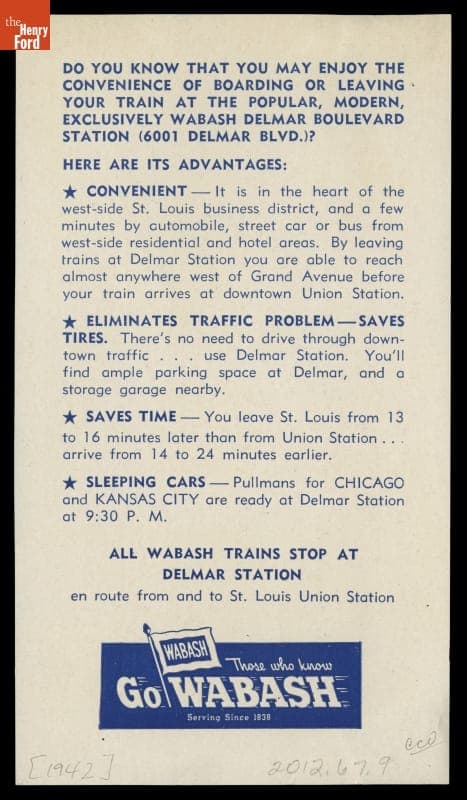 the
Henry
Ford
DO YOU KNOW THAT YOU MAY ENJOY THE
CONVENIENCE OF BOARDING OR LEAVING
YOUR TRAIN AT THE POPULAR, MODERN,
EXCLUSIVELY WABASH DELMAR BOULEVARD
STATION (6001 DELMAR BLVD.)?
HERE ARE ITS ADVANTAGES:
★ CONVENIENT — It is in the heart of the
west-side St. Louis business district, and a few
minutes by automobile, street car or bus from
west-side residential and hotel areas. By leaving
trains at Delmar Station you are able to reach
almost anywhere west of Grand Avenue before
your train arrives at downtown Union Station.
★ ELIMINATES TRAFFIC PROBLEM—SAVES
TIRES. There's no need to drive through down-
town traffic . . . use Delmar Station. You'll
find ample parking space at Delmar, and a
storage garage nearby.
★ SAVES TIME — You leave St. Louis from 13
to 16 minutes later than from Union Station . . .
arrive from 14 to 24 minutes earlier.
★ SLEEPING CARS — Pullmans for CHICAGO
and KANSAS CITY are ready at Delmar Station
at 9:30 P. M.
ALL WABASH TRAINS STOP AT
DELMAR STATION
en route from and to St. Louis Union Station
WABASH
Those who know
Go WABASH
Serving Since 1838
[1942]
2012.67.9